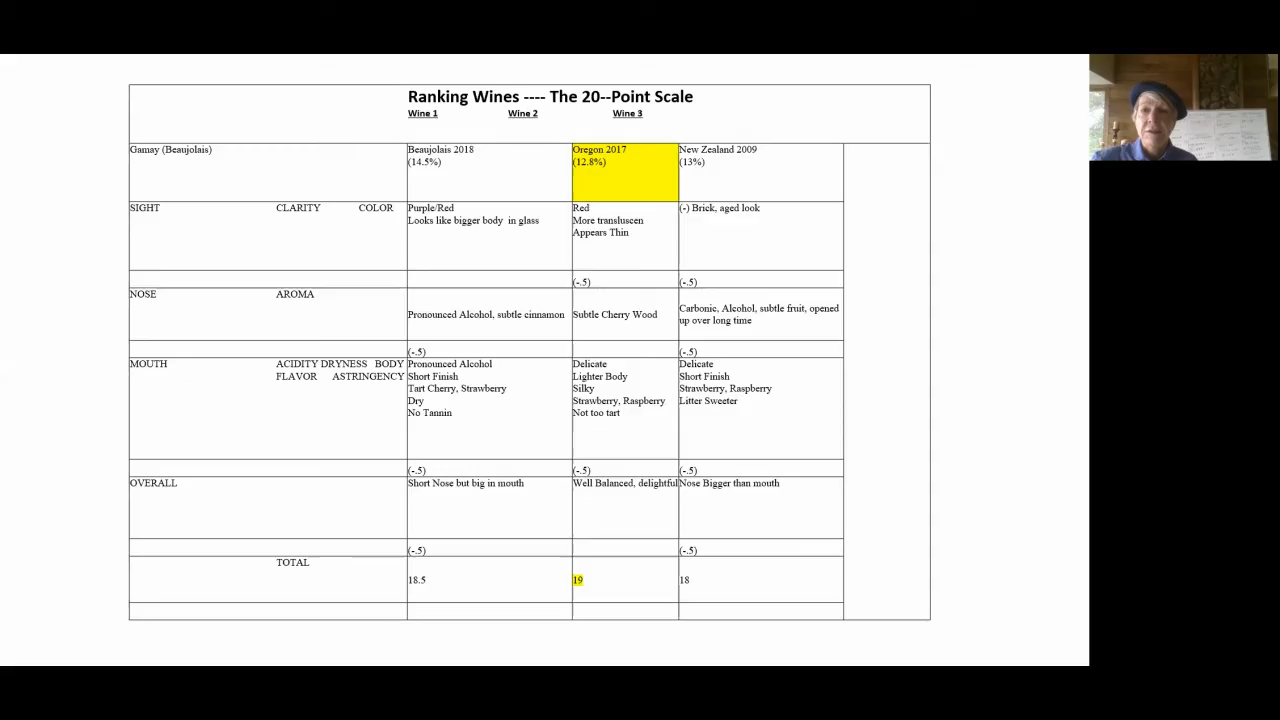 Ranking Wines ---- The 20--Point Scale
Wine 1 Wine 2 Wine 3
Gamay (Beaujolais) Beaujolais 2018 Oregon 2017 New Zealand 2009
(14.5%) (12.8%) (13%)
SIGHT CLARITY COLOR Purple/Red Red (-) Brick, aged look
Looks like bigger body in glass More transluscen
Appears Thin
(-.5) (-.5)
NOSE AROMA
Pronounced Alcohol, subtle cinnamon Subtle Cherry Wood Carbonic, Alcohol, subtle fruit, opened
up over long time
(-.5) (-.5)
MOUTH ACIDITY DRYNESS BODY Pronounced Alcohol Delicate Delicate
FLAVOR ASTRINGENCY Short Finish Lighter Body Short Finish
Tart Cherry, Strawberry Silky Strawberry, Raspberry
Dry Strawberry, Raspberry Litter Sweeter
No Tannin Not too tart
(-.5) (-.5) (-.5)
OVERALL Short Nose but big in mouth Well Balanced, delightful Nose Bigger than mouth
(-.5) (-.5)
TOTAL
18.5 19 18